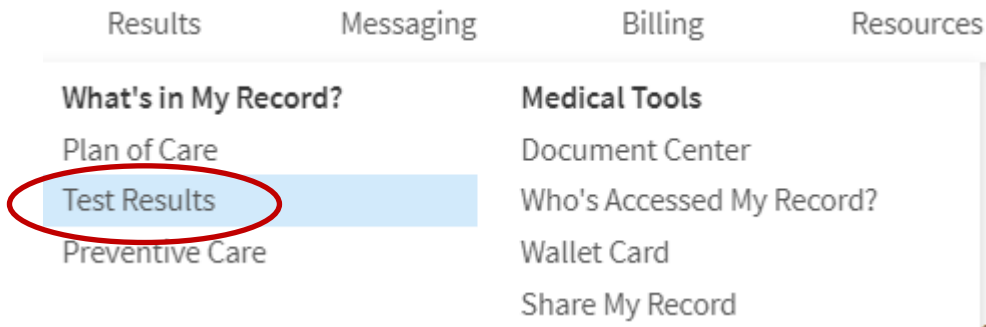 Results Messaging Billing Resources
What's in My Record?
Plan of Care
Test Results
Preventive Care
Medical Tools
Document Center
Who's Accessed My Record?
Wallet Card
Share My Record